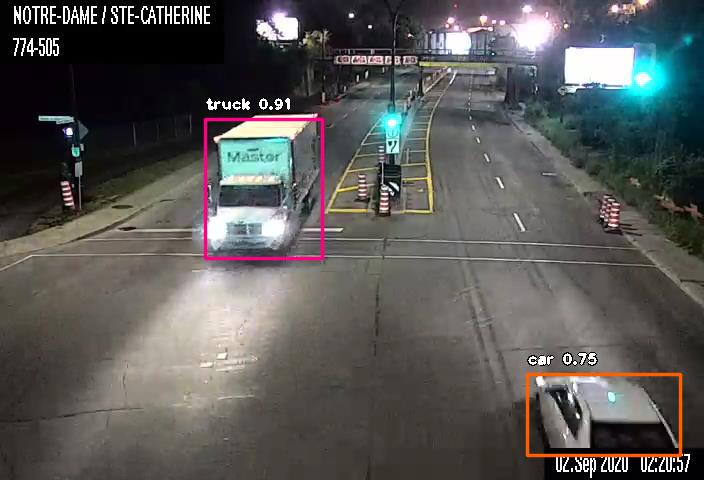 NOTRE-DAME / STE-CATHERINE
774-505
truck 0.91
Master
car 0.75
02.Sep 2020 02:20:57